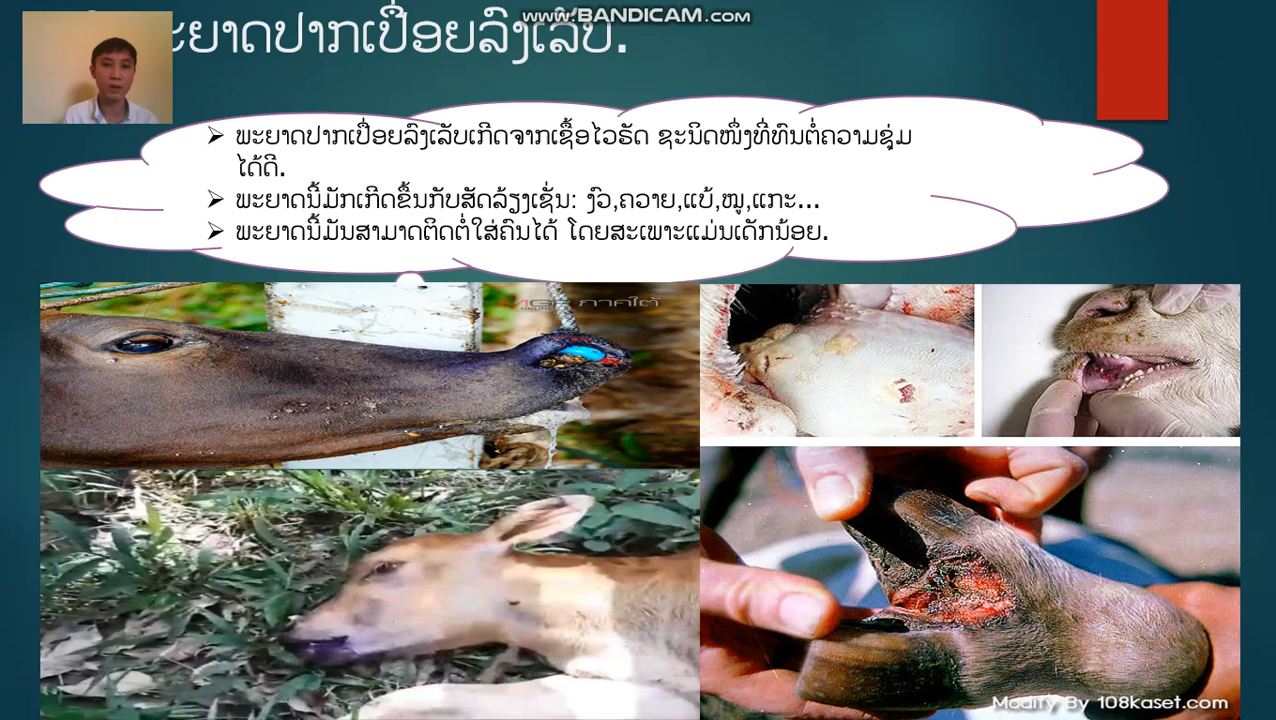 www.BANDICAM.com
ພະຍາດປາກເປື່ອຍລົງເລັບ.
➢ ພະຍາດປາກເປື່ອຍລົງເລັບເກີດຈາກເຊື້ອໄວຣັດ ຊະນິດໜຶ່ງທີ່ທົນຕໍ່ຄວາມຊຸ່ມ
ໄດ້ດີ.
➢ ພະຍາດນີ້ມັກເກີດຂຶ້ນກັບສັດລ້ຽງເຊັ່ນ: ງົວ,ຄວາຍ,ແບ້,ໝູ,ແກະ...
➢ ພະຍາດນີ້ມັນສາມາດຕິດຕໍ່ໃສ່ຄົນໄດ້ ໂດຍສະເພາະແມ່ນເດັກນ້ອຍ.
MGR ภาคใต้
ONLINE
Modify By 108kaset.com